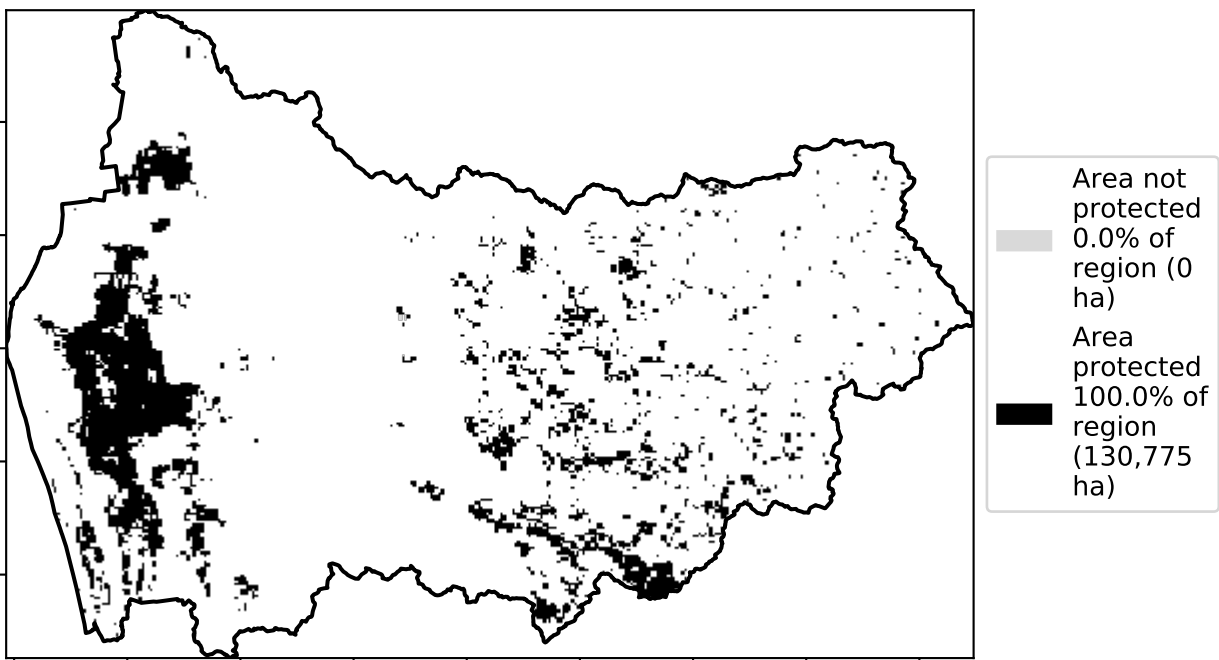 Area not
protected
0.0% of
region (0
ha)
Area
protected
100.0% of
region
(130,775
ha)